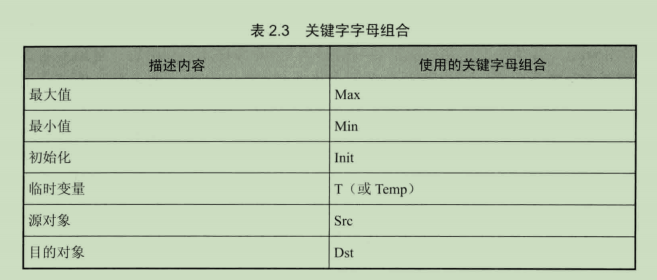 表 2.3 关键字字母组合
描述内容 使用的关键字母组合
最大值 Max
最小值 Min
初始化 Init
临时变量 T（或 Temp）
源对象 Src
目的对象 Dst